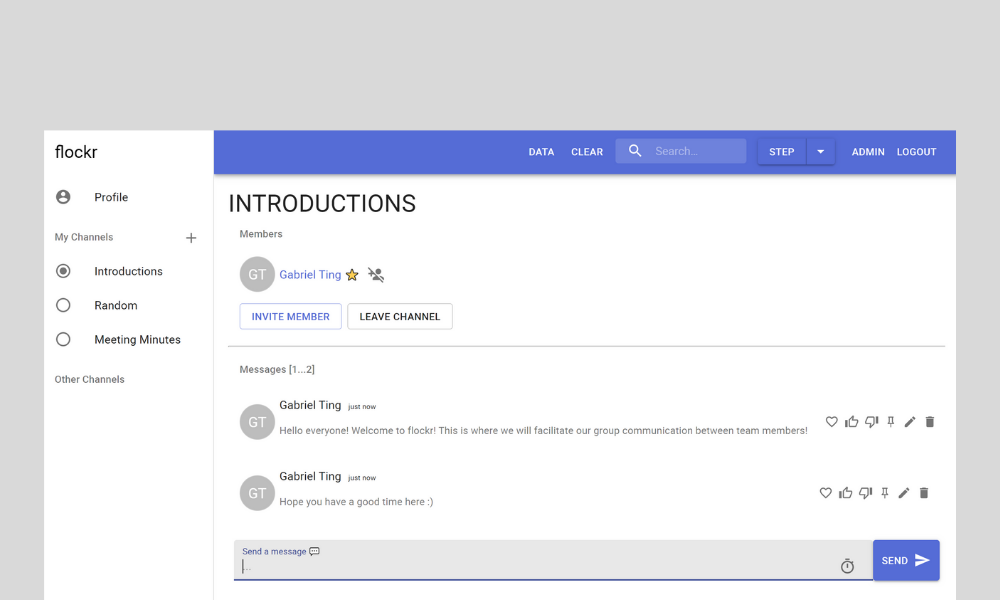 flockr
DATA CLEAR Search... STEP ADMIN LOGOUT
Profile
My Channels
Introductions
Random
Meeting Minutes
Other Channels
INTRODUCTIONS
Members
GT Gabriel Ting
INVITE MEMBER LEAVE CHANNEL
Messages [1...2]
GT
Gabriel Ting just now
Hello everyone! Welcome to flockr! This is where we will facilitate our group communication between team members!
GT
Gabriel Ting just now
Hope you have a good time here :)
Send a message
...
SEND